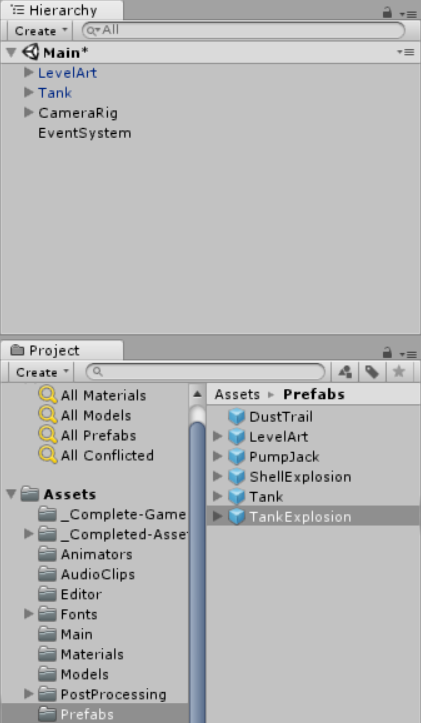 Hierarchy
Create All
Main*
LevelArt
Tank
CameraRig
EventSystem
Project
Create
All Materials
All Models
All Prefabs
All Conflicted
Assets
_Complete-Game
_Completed-Asse
Animators
AudioClips
Editor
Fonts
Main
Materials
Models
PostProcessing
Prefabs
Assets Prefabs
DustTrail
LevelArt
PumpJack
ShellExplosion
Tank
TankExplosion